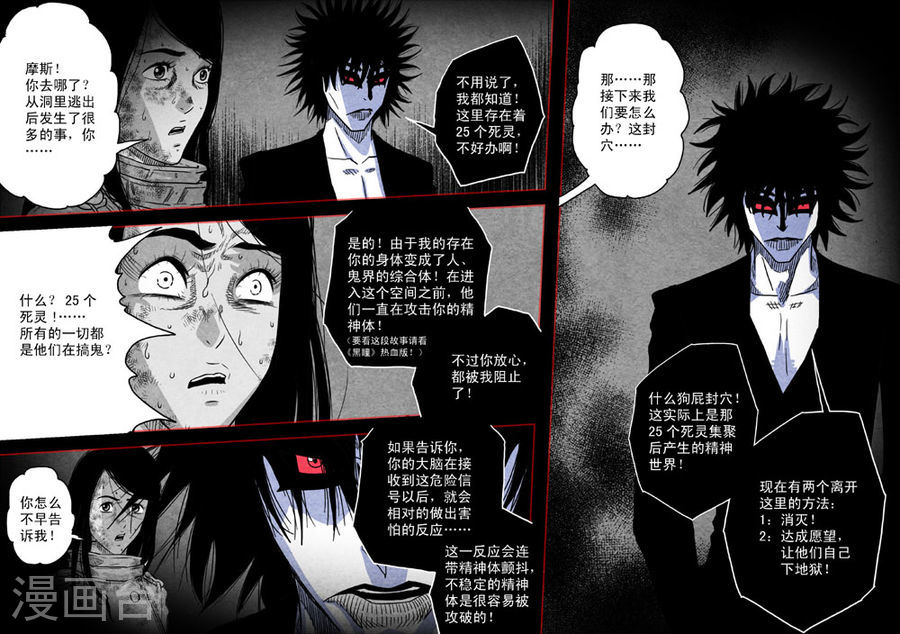 摩斯！
你去哪了？
从洞里逃出
后发生了很
多的事，你
……
不用说了，
我都知道！
这里存在着
25个死灵，
不好办啊！
什么？25个
死灵！……
所有的一切都
是他们在搞鬼？
是的！由于我的存在
你的身体变成了人、
鬼界的综合体！在进
入这个空间之前，他
们一直在攻击你的精
神体！
（要看这段故事请看
《黑瞳》热血版！）
不过你放心，
都被我阻止
了！
你怎么
不早告
诉我！
如果告诉你，
你的大脑在接
收到这危险信
号以后，就会
相对的做出害
怕的反应……
这一反应会连
带精神体颤抖，
不稳定的精神
体是很容易被
攻破的！
那……那
接下来我
们要怎么
办？这封
穴……
什么狗屁封穴！
这实际上是那
25个死灵集聚
后产生的精神
世界！
现在有两个离开
这里的方法：
1：消灭！
2：达成愿望，
让他们自己
下地狱！
漫画台